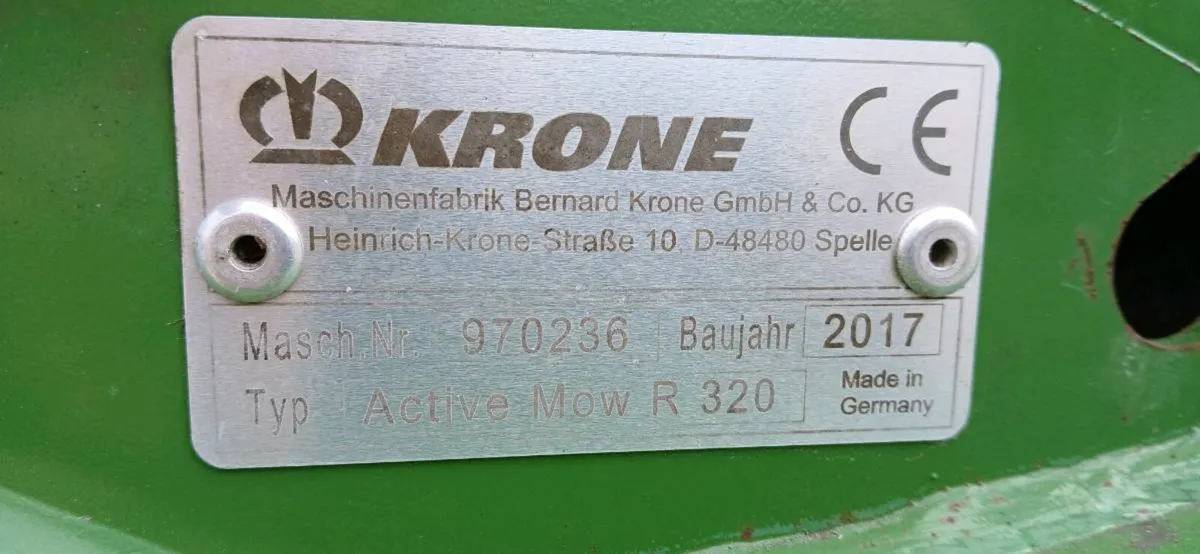 KRONE
CE
Maschinenfabrik Bernard Krone GmbH & Co. KG
Heinrich-Krone-Straße 10, D-48480 Spelle
Masch.Nr. 970236 Baujahr 2017
Typ Active Mow R 320
Made in
Germany